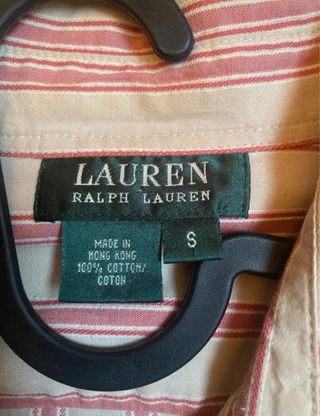 LAUREN
RALPH LAUREN
S
MADE IN
HONG KONG
100% COTTON/
COTON